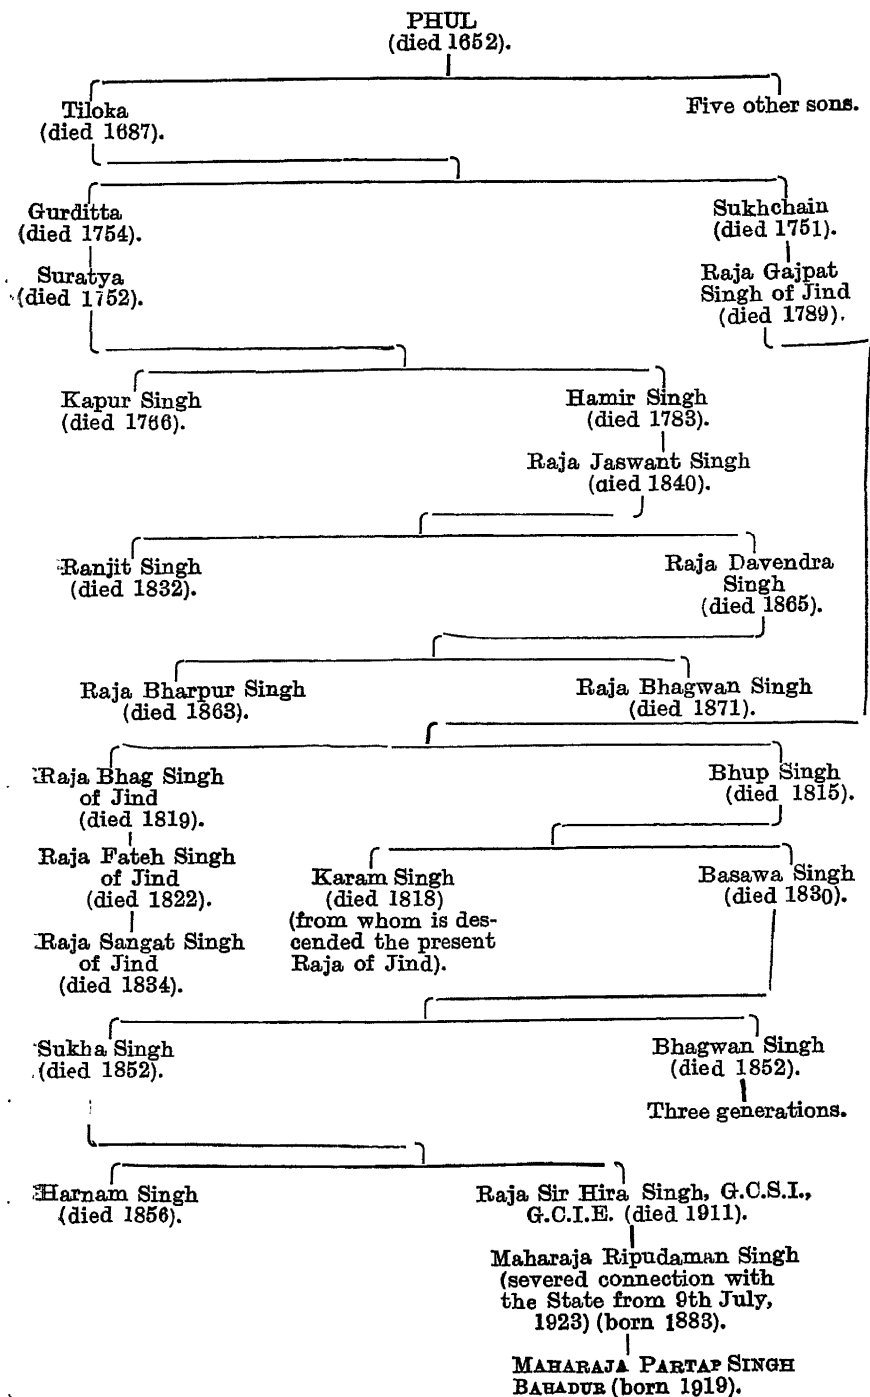 PHUL
(died 1652).
Tiloka
(died 1687).
Five other sons.
Gurditta
(died 1754).
Sukhchain
(died 1751).
Suratya
(died 1752).
Raja Gajpat
Singh of Jind
(died 1789).
Kapur Singh
(died 1766).
Hamir Singh
(died 1783).
Raja Jaswant Singh
(died 1840).
Ranjit Singh
(died 1832).
Raja Davendra
Singh
(died 1865).
Raja Bharpur Singh
(died 1863).
Raja Bhagwan Singh
(died 1871).
Raja Bhag Singh
of Jind
(died 1819).
Bhup Singh
(died 1815).
Raja Fateh Singh
of Jind
(died 1822).
Karam Singh
(died 1818)
(from whom is des-
cended the present
Raja of Jind).
Basawa Singh
(died 1830).
Raja Sangat Singh
of Jind
(died 1834).
Sukha Singh
(died 1852).
Bhagwan Singh
(died 1852).
Three generations.
Harnam Singh
(died 1856).
Raja Sir Hira Singh, G.C.S.I.,
G.C.I.E. (died 1911).
Maharaja Ripudaman Singh
(severed connection with
the State from 9th July,
1923) (born 1883).
MAHARAJA PARTAP SINGH
BAHADUR (born 1919).